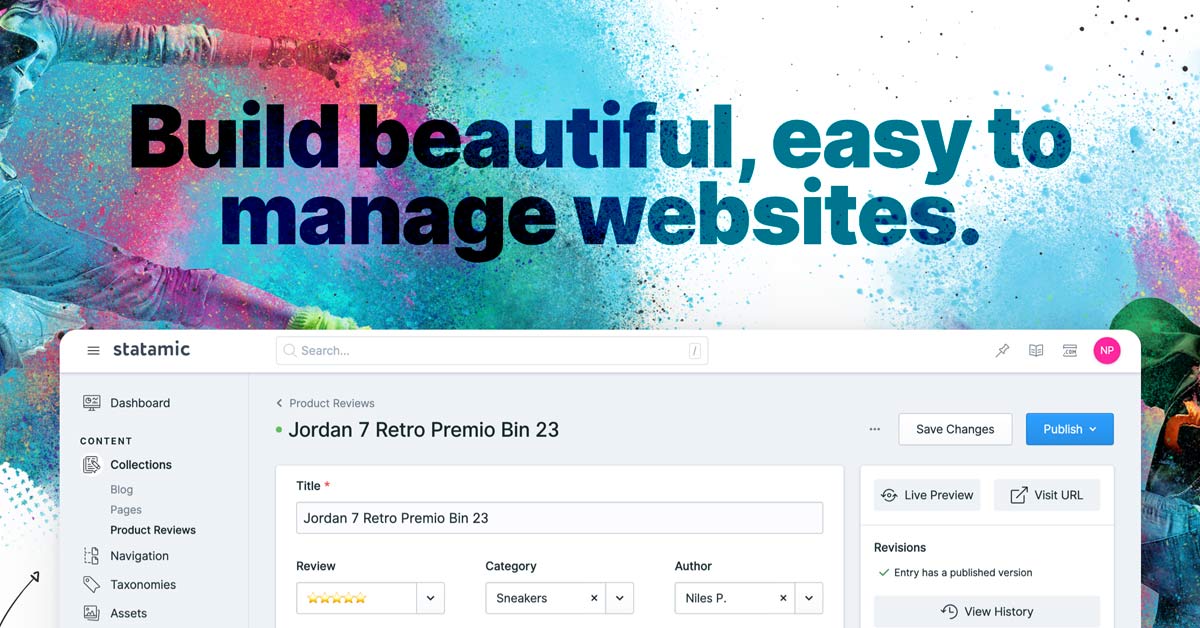 Build beautiful, easy to
manage websites.
statamic
Search...
/
.COM
NP
Dashboard
CONTENT
Collections
Blog
Pages
Product Reviews
Navigation
Taxonomies
Assets
Product Reviews
Jordan 7 Retro Premio Bin 23
Save Changes
Publish
Title *
Jordan 7 Retro Premio Bin 23
Review
Category
Author
Sneakers
Niles P.
Live Preview
Visit URL
Revisions
Entry has a published version
View History